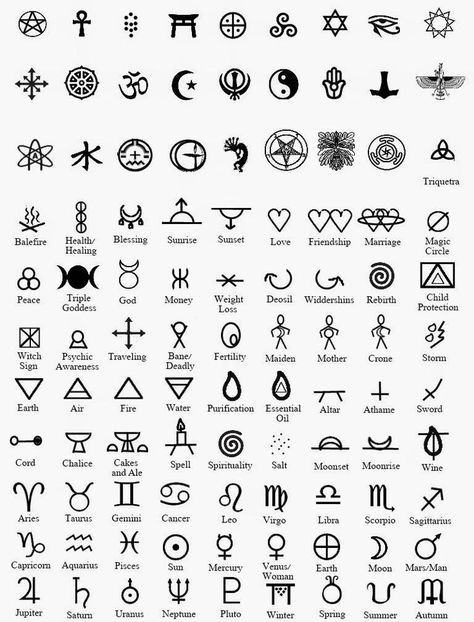 Triquetra
Balefire Health/ Blessing Sunrise Sunset Love Friendship Marriage Magic
Healing Circle
Peace Triple God Money Weight Deosil Widdershins Rebirth Child
Goddess Loss Protection
Witch Psychic Traveling Bane/ Fertility Maiden Mother Crone Storm
Sign Awareness Deadly
Earth Air Fire Water Purification Essential Altar Athame Sword
Oil
Cord Chalice Cakes Spell Spirituality Salt Moonset Moonrise Wine
and Ale
Aries Taurus Gemini Cancer Leo Virgo Libra Scorpio Sagittarius
Capricorn Aquarius Pisces Sun Mercury Venus/ Earth Moon Mars/Man
Woman
Jupiter Saturn Uranus Neptune Pluto Winter Spring Summer Autumn